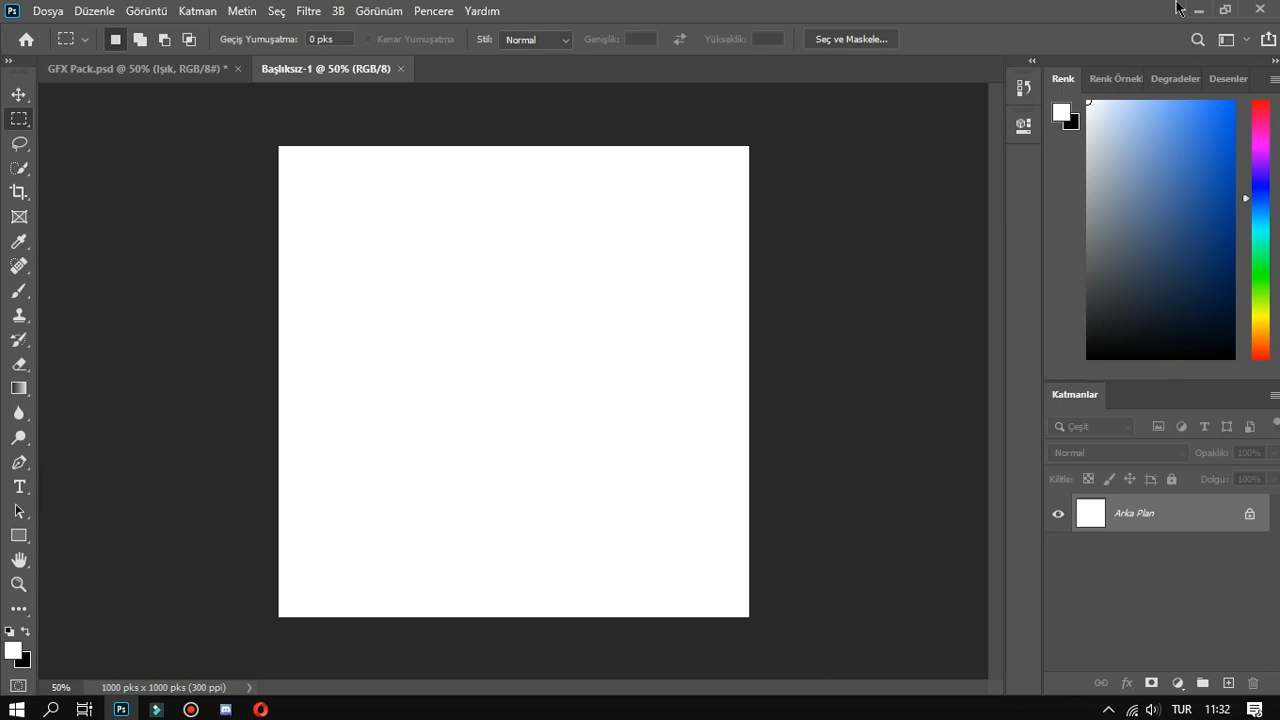 Ps Dosya Düzenle Görüntü Katman Metin Seç Filtre 3B Görünüm Pencere Yardım
Geçiş Yumuşatma: 0 pks Kenar Yumuşatma Stil: Normal Genişlik: Yükseklik: Seç ve Maskele...
GFX Pack.psd @ 50% (Işık, RGB/8#) * × Başlıksız-1 @ 50% (RGB/8) ×
Renk Renk Örnekl Degradeler Desenler
Katmanlar
Çeşit
Normal Opaklık: 100%
Kilitle: Dolgu: 100%
Arka Plan
50% 1000 pks x 1000 pks (300 ppi)
Ps TUR 11:32